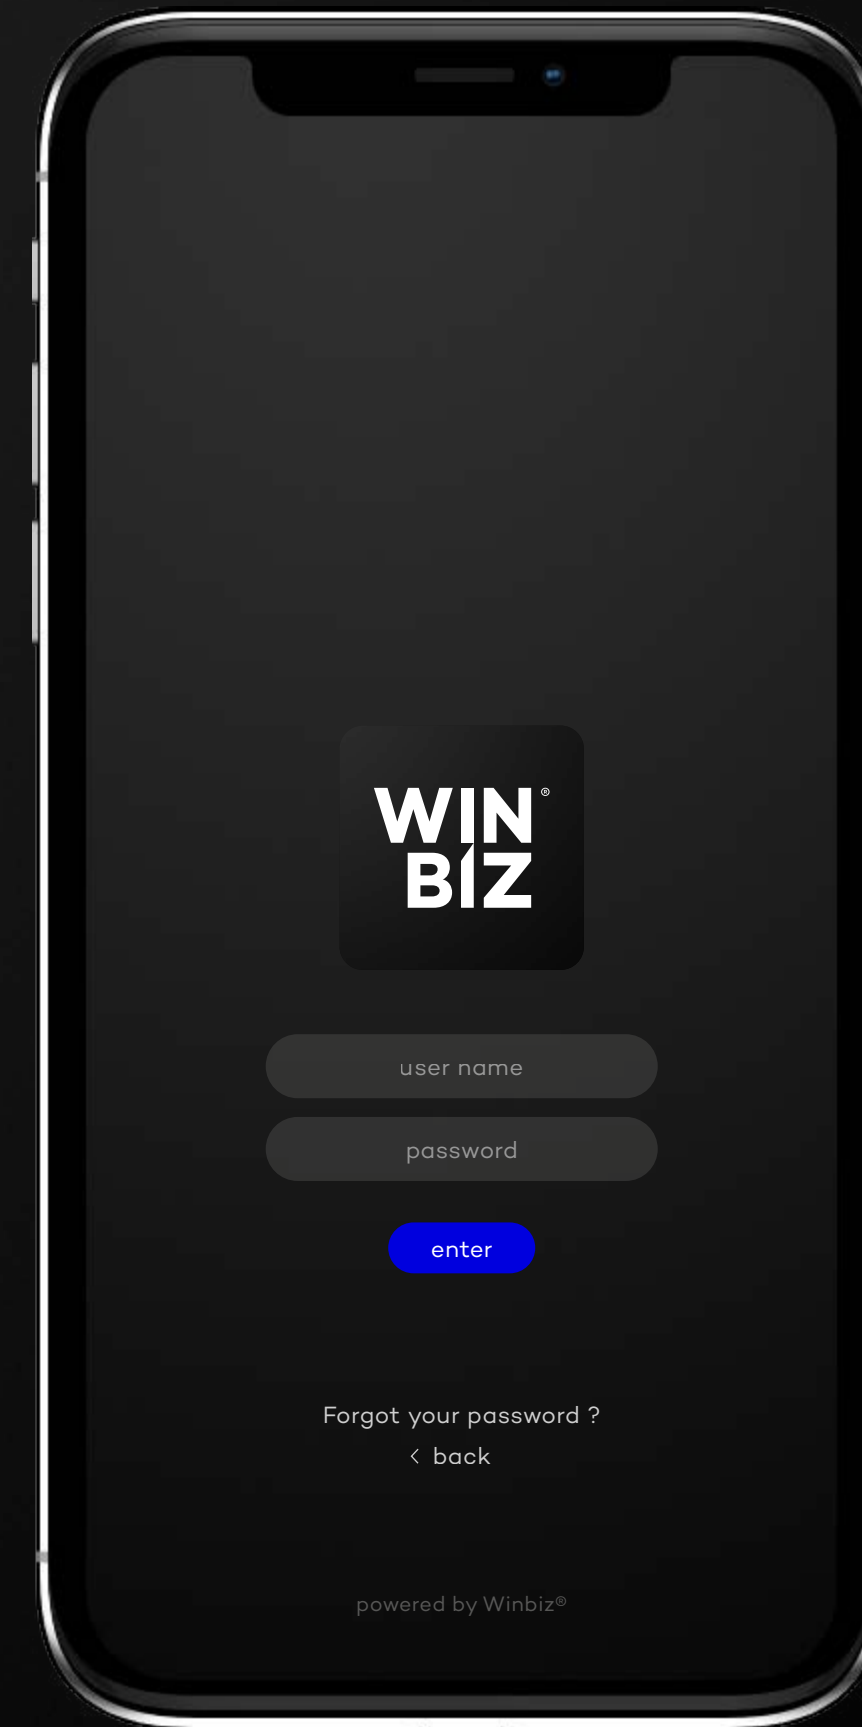 WIN®
BIZ
user name
password
enter
Forgot your password ?
< back
powered by Winbiz®